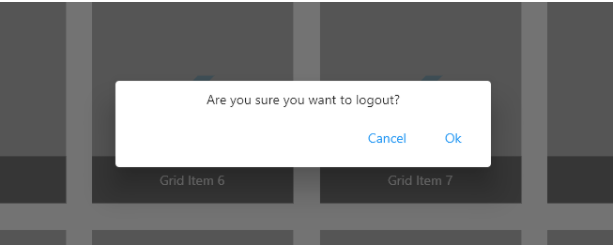 Are you sure you want to logout?
Cancel Ok
Grid Item 6 Grid Item 7